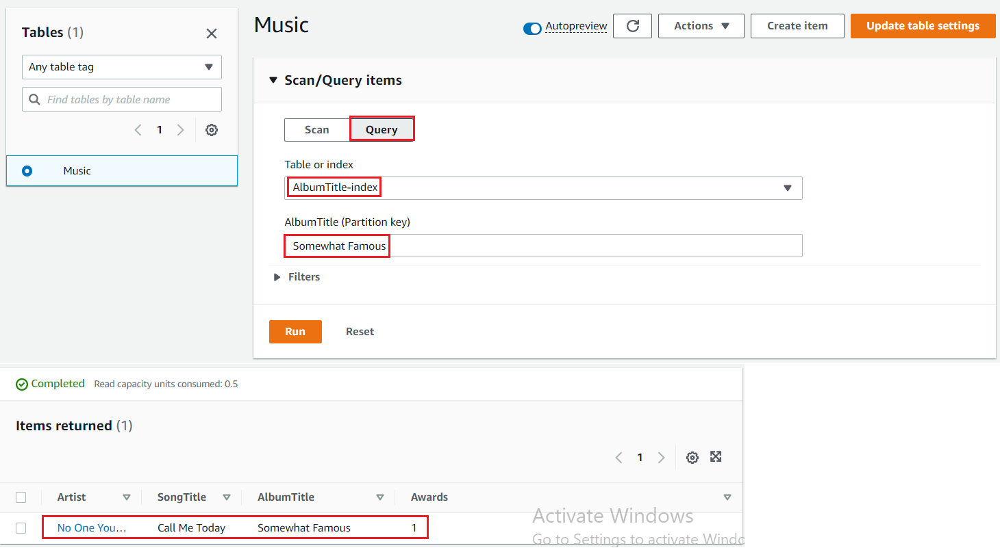 Tables (1)
Any table tag
Find tables by table name
1
Music
Music
Autopreview
Actions
Create item
Update table settings
Scan/Query items
Scan Query
Table or index
AlbumTitle-index
AlbumTitle (Partition key)
Somewhat Famous
Filters
Run Reset
Completed Read capacity units consumed: 0.5
Items returned (1)
1
Artist SongTitle AlbumTitle Awards
No One You... Call Me Today Somewhat Famous 1
Activate Windows
Go to Settings to activate Windo